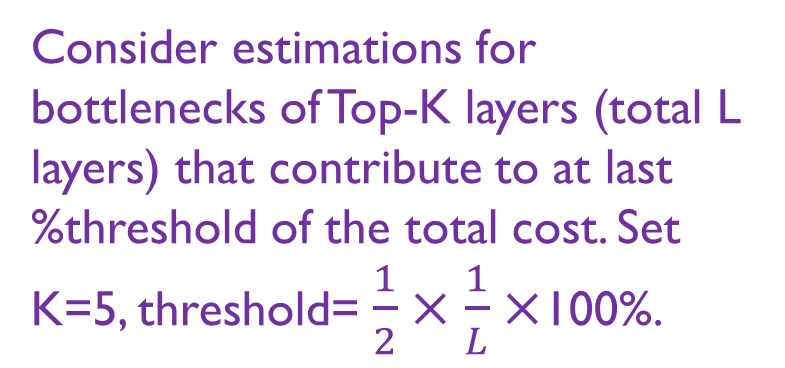 Consider estimations for
bottlenecks of Top-K layers (total L
layers) that contribute to at last
%threshold of the total cost. Set
K=5, threshold= 1/2 × 1/L ×100%.